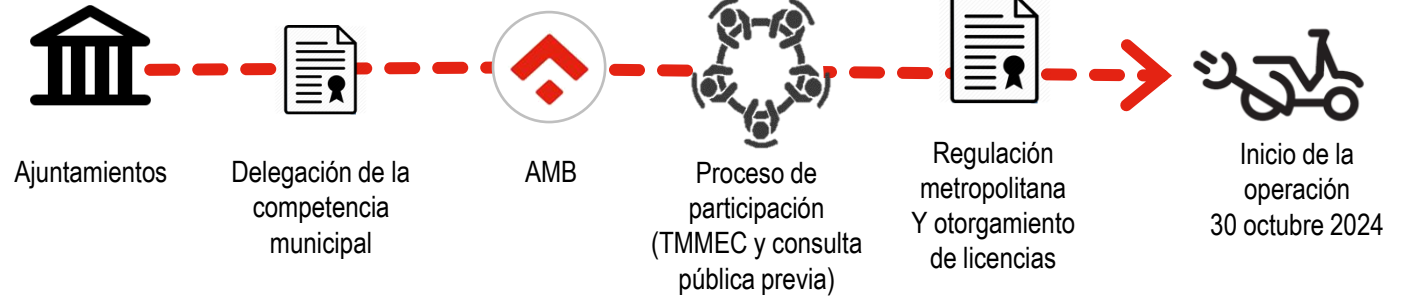 Ajuntamientos
Delegación de la
competencia
municipal
AMB
Proceso de
participación
(TMMEC y consulta
pública previa)
Regulación
metropolitana
Y otorgamiento
de licencias
Inicio de la
operación
30 octubre 2024